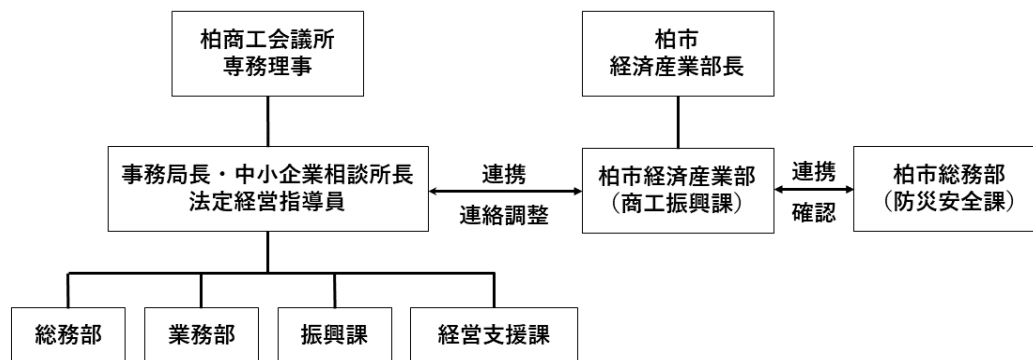 柏商工会議所
専務理事
柏市
経済産業部長
事務局長・中小企業相談所長
法定経営指導員
連携
連絡調整
柏市経済産業部
（商工振興課）
連携
確認
柏市総務部
（防災安全課）
総務部
業務部
振興課
経営支援課